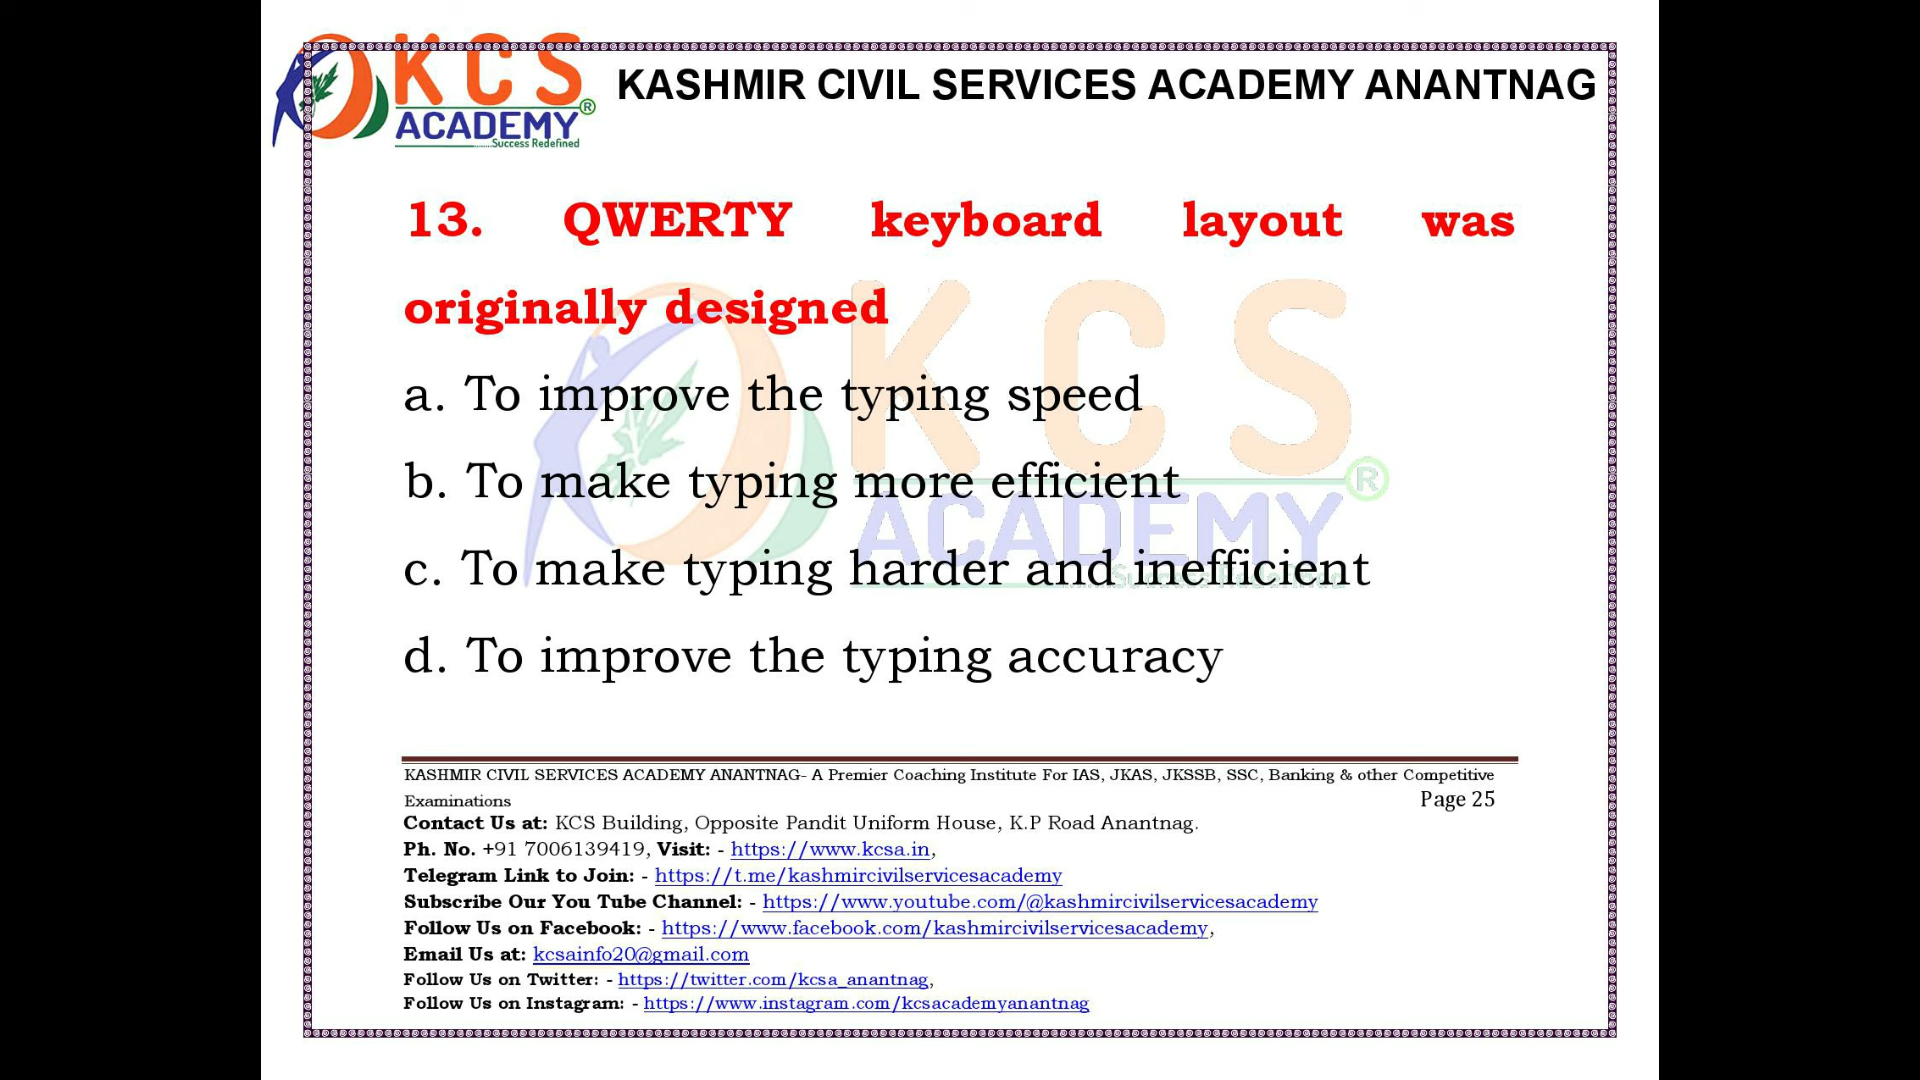 KCS
ACADEMY®
Success Redefined
KASHMIR CIVIL SERVICES ACADEMY ANANTNAG
13. QWERTY keyboard layout was
originally designed
a. To improve the typing speed
b. To make typing more efficient
c. To make typing harder and inefficient
d. To improve the typing accuracy
KCS
ACADEMY®
Success Redefined
KASHMIR CIVIL SERVICES ACADEMY ANANTNAG- A Premier Coaching Institute For IAS, JKAS, JKSSB, SSC, Banking & other Competitive
Examinations Page 25
Contact Us at: KCS Building, Opposite Pandit Uniform House, K.P Road Anantnag.
Ph. No. +91 7006139419, Visit: - https://www.kcsa.in,
Telegram Link to Join: - https://t.me/kashmircivilservicesacademy
Subscribe Our You Tube Channel: - https://www.youtube.com/@kashmircivilservicesacademy
Follow Us on Facebook: - https://www.facebook.com/kashmircivilservicesacademy,
Email Us at: kcsainfo20@gmail.com
Follow Us on Twitter: - https://twitter.com/kcsa_anantnag,
Follow Us on Instagram: - https://www.instagram.com/kcsacademyanantnag